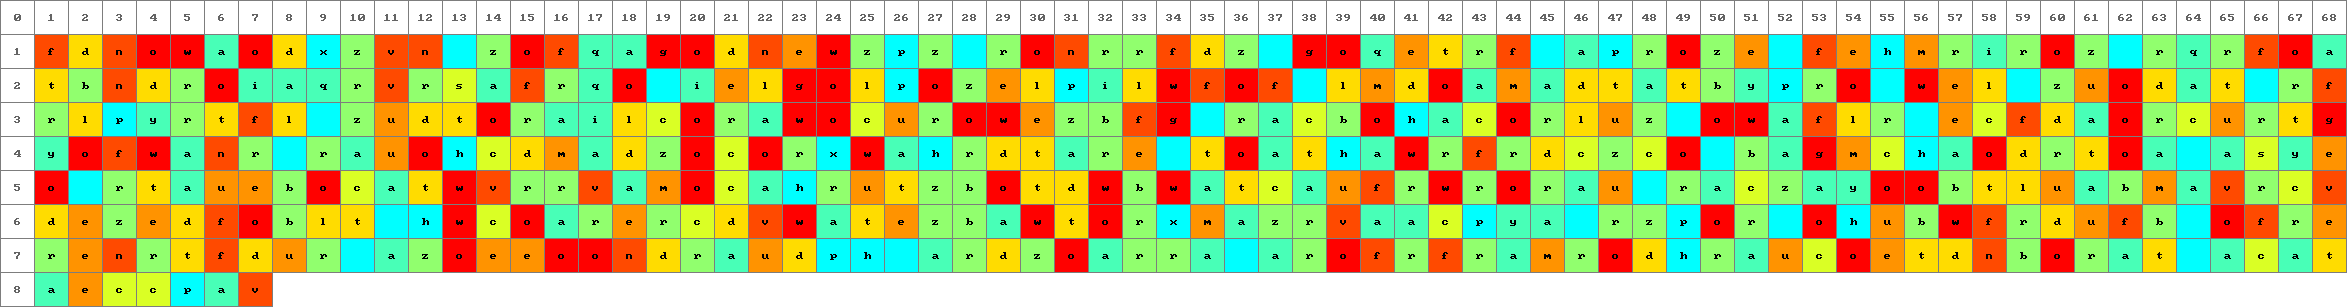 0 1 2 3 4 5 6 7 8 9 10 11 12 13 14 15 16 17 18 19 20 21 22 23 24 25 26 27 28 29 30 31 32 33 34 35 36 37 38 39 40 41 42 43 44 45 46 47 48 49 50 51 52 53 54 55 56 57 58 59 60 61 62 63 64 65 66 67 68
1 f d n o w a o d x z v n z o f q a g o d n e w z p z r o n r r f d z g o q e t r f a p r o z e f e h m r i r o z r q r f o a
2 t b n d r o i a q r v r s a f r q o i e l g o l p o z e l p i l w f o f l m d o a m a d t a t b y p r o w e l z u o d a t r f
3 r l p y r t f l z u d t o r a i l c o r a w o c u r o w e z b f g r a c b o h a c o r l u z o w a f l r e c f d a o r c u r t g
4 y o f w a n r r a u o h c d m a d z o c o r x w a h r d t a r e t o a t h a w r f r d c z c o b a g m c h a o d r t o a a s y e
5 o r t a u e b o c a t w v r r v a m o c a h r u t z b o t d w b w a t c a u f r w r o r a u r a c z a y o o b t l u a b m a v r c v
6 d e z e d f o b l t h w c o a r e r c d v w a t e z b a w t o r x m a z r v a a c p y a r z p o r o h u b w f r d u f b o f r e
7 r e n r t f d u r a z o e e o o n d r a u d p h a r d z o a r r a a r o f r f r a m r o d h r a u c o e t d n b o r a t a c a t
8 a e c c p a v